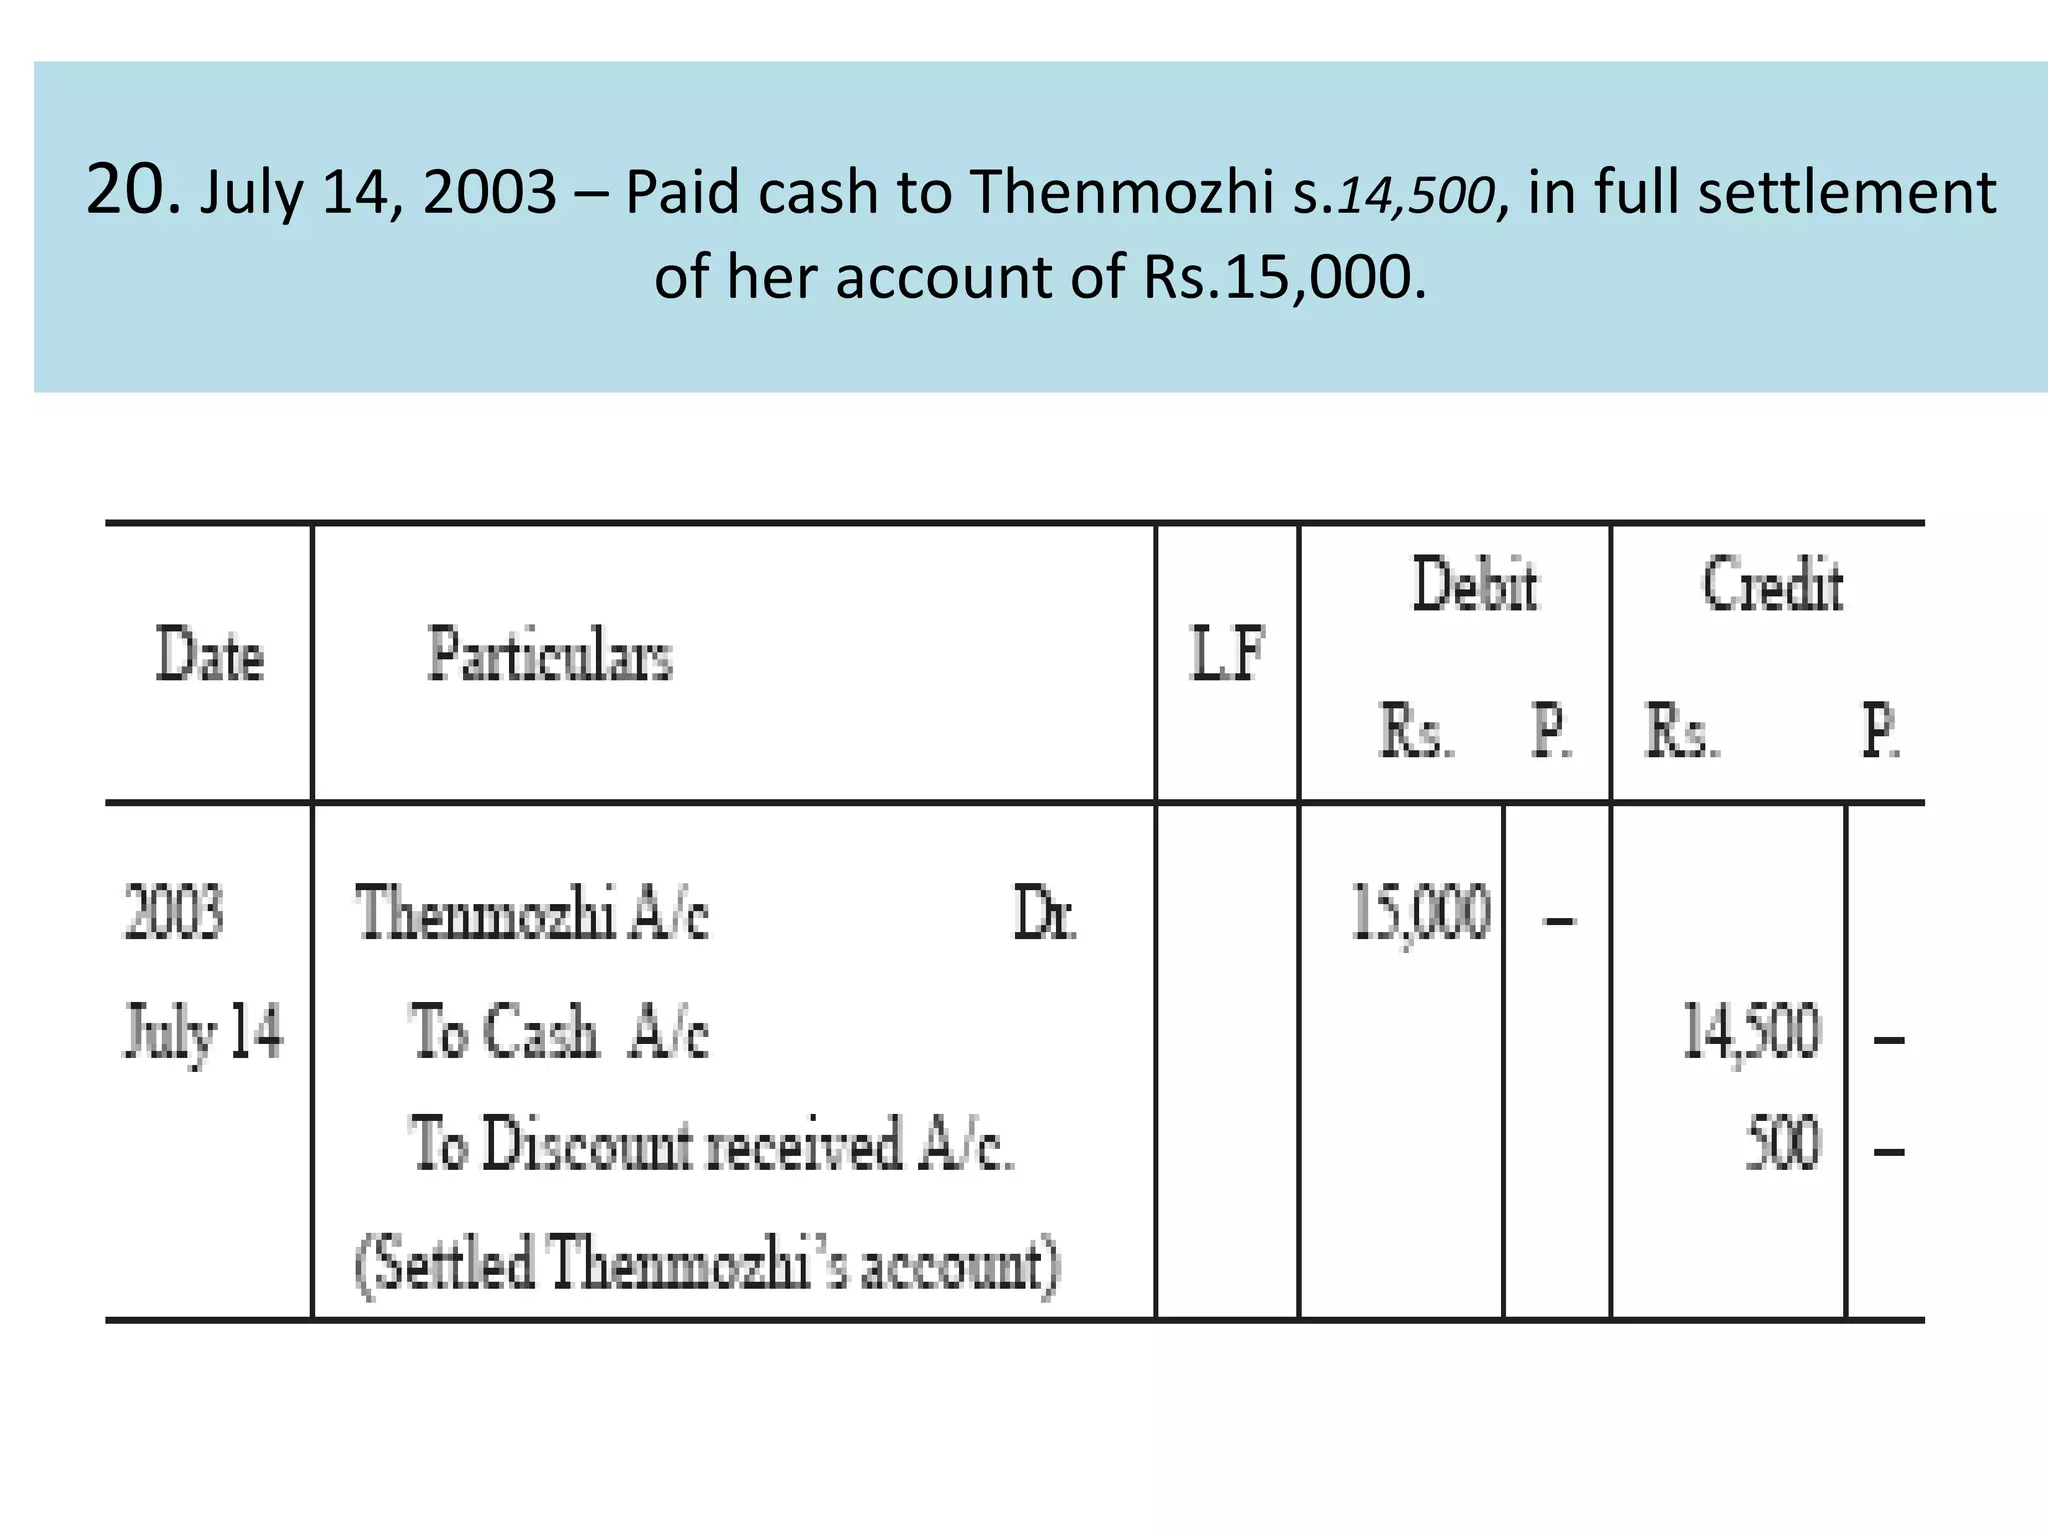 20. July 14, 2003 – Paid cash to Thenmozhi s.14,500, in full settlement
of her account of Rs.15,000.
Date Particulars L.F Debit Credit
Rs. P. Rs. P.
2003 Thenmozhi A/c Dr. 15,000 –
July 14 To Cash A/c 14,500 –
To Discount received A/c. 500 –
(Settled Thenmozhi's account)